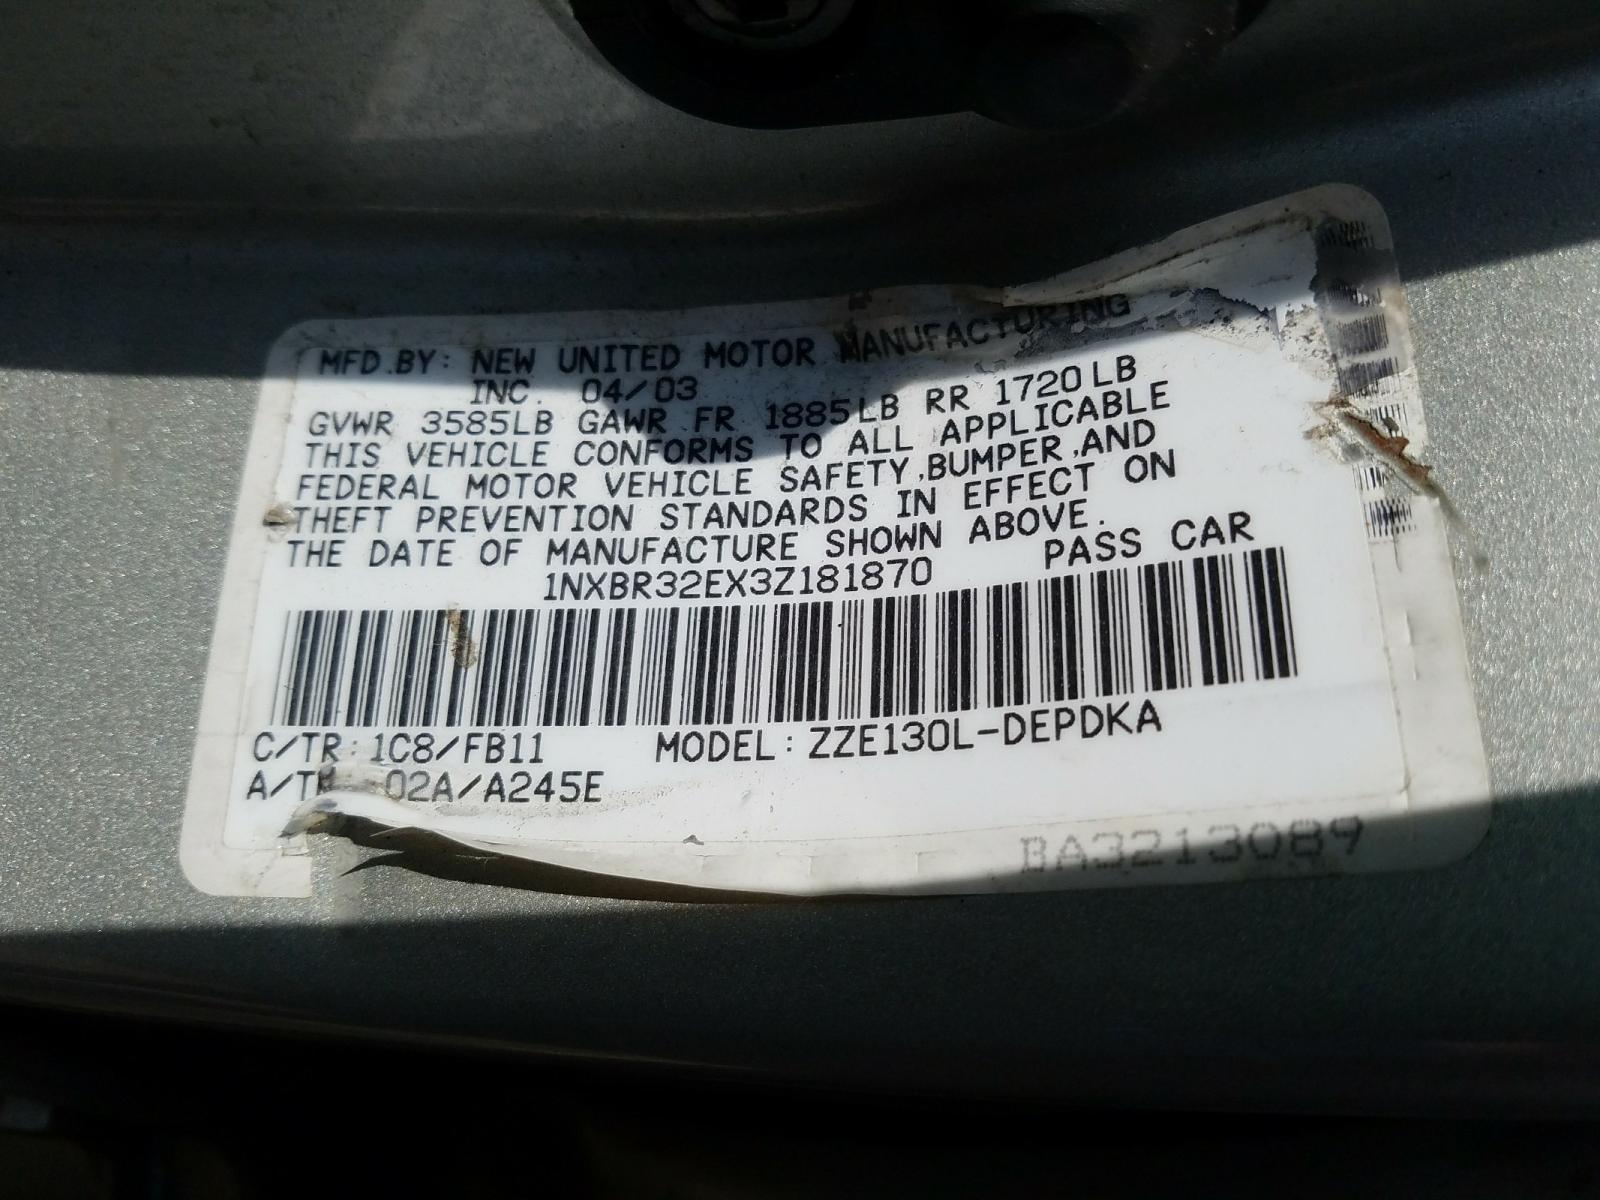 MFD.BY: NEW UNITED MOTOR MANUFACTURING
INC. 04/03
GVWR 3585LB GAWR FR 1885LB RR 1720LB
THIS VEHICLE CONFORMS TO ALL APPLICABLE
FEDERAL MOTOR VEHICLE SAFETY,BUMPER,AND
THEFT PREVENTION STANDARDS IN EFFECT ON
THE DATE OF MANUFACTURE SHOWN ABOVE.
1NXBR32EX3Z181870 PASS CAR
C/TR: 1C8/FB11 MODEL: ZZE130L-DEPDKA
02A/A245E
BA3213089